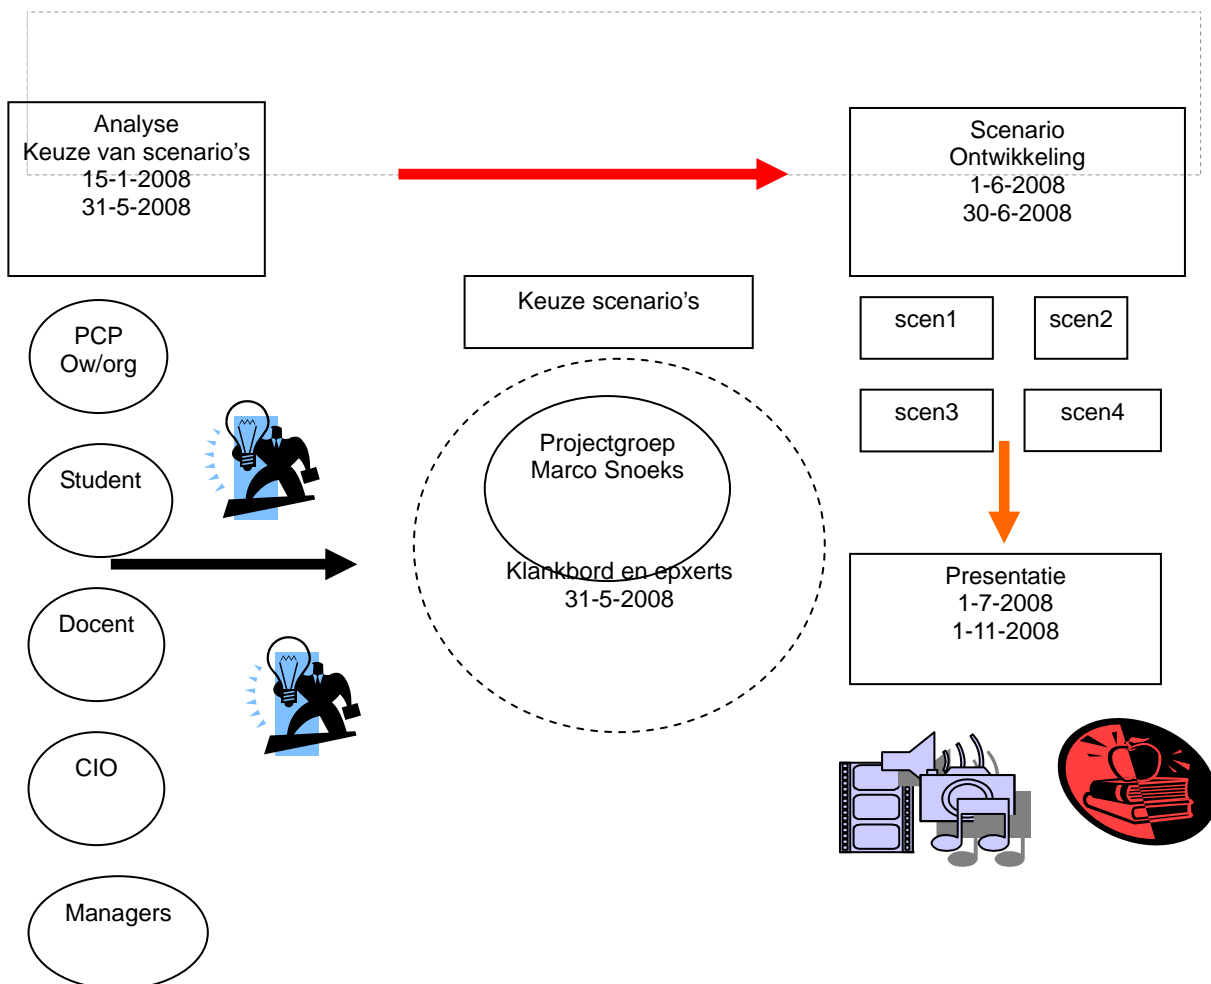 Analyse
Keuze van scenario’s
15-1-2008
31-5-2008
Scenario
Ontwikkeling
1-6-2008
30-6-2008
Keuze scenario’s
scen1
scen2
scen3
scen4
PCP
Ow/org
Student
Docent
CIO
Managers
Projectgroep
Marco Snoeks
Klankbord en epxerts
31-5-2008
Presentatie
1-7-2008
1-11-2008